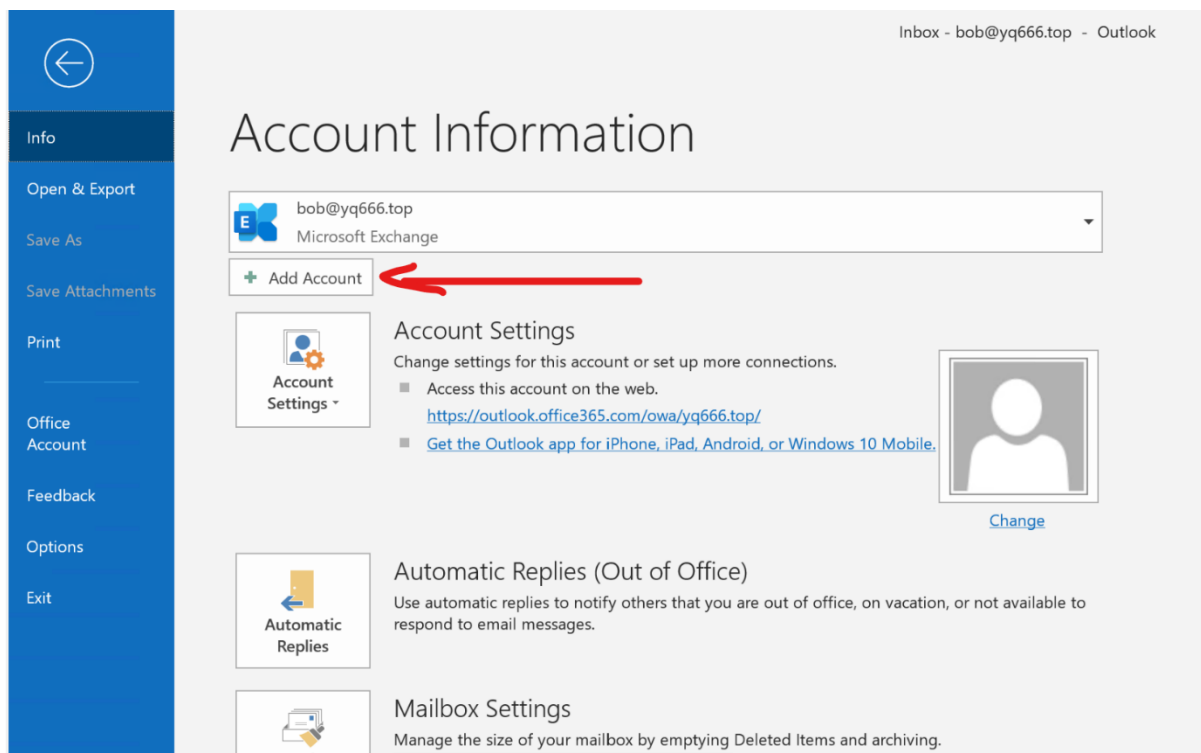 Inbox - bob@yq666.top - Outlook
Info
Open & Export
Save As
Save Attachments
Print
Office
Account
Feedback
Options
Exit
Account Information
E
bob@yq666.top
Microsoft Exchange
+ Add Account
Account
Settings
Account Settings
Change settings for this account or set up more connections.
Access this account on the web.
https://outlook.office365.com/owa/yq666.top/
Get the Outlook app for iPhone, iPad, Android, or Windows 10 Mobile.
Change
Automatic
Replies
Automatic Replies (Out of Office)
Use automatic replies to notify others that you are out of office, on vacation, or not available to
respond to email messages.
Mailbox Settings
Manage the size of your mailbox by emptying Deleted Items and archiving.